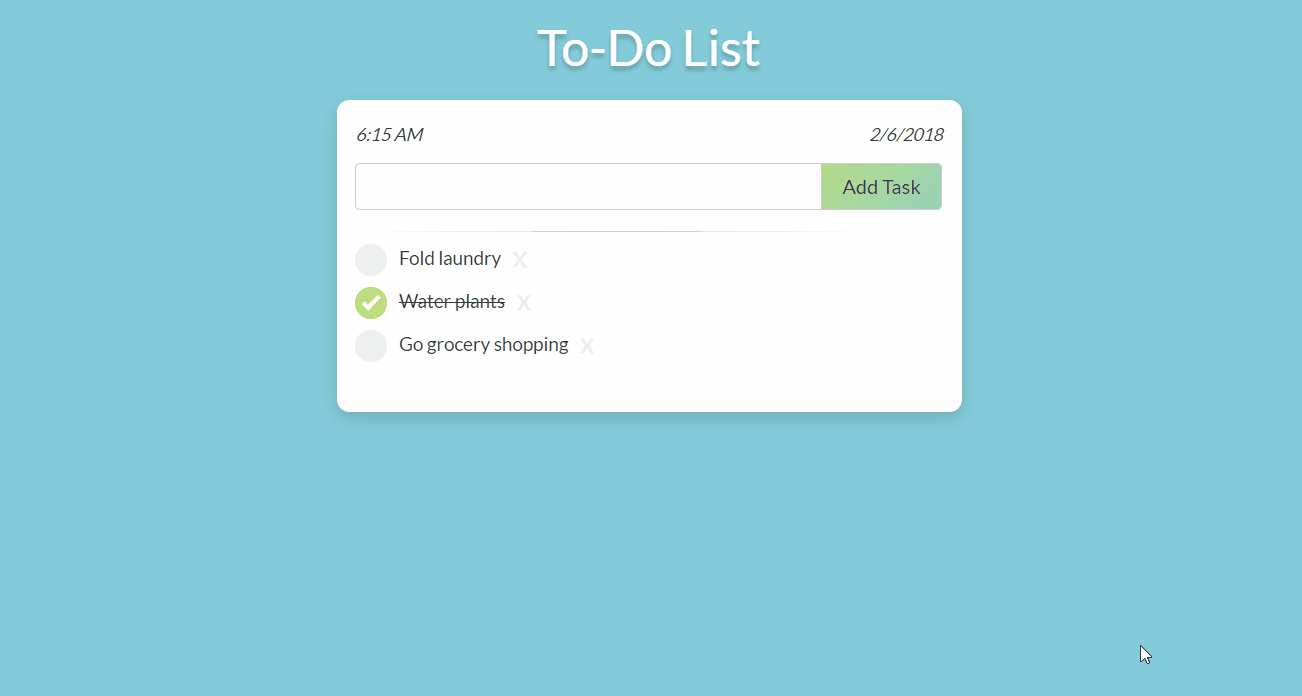 To-Do List
6:15 AM 2/6/2018
Add Task
Fold laundry X
Water plants X
Go grocery shopping X